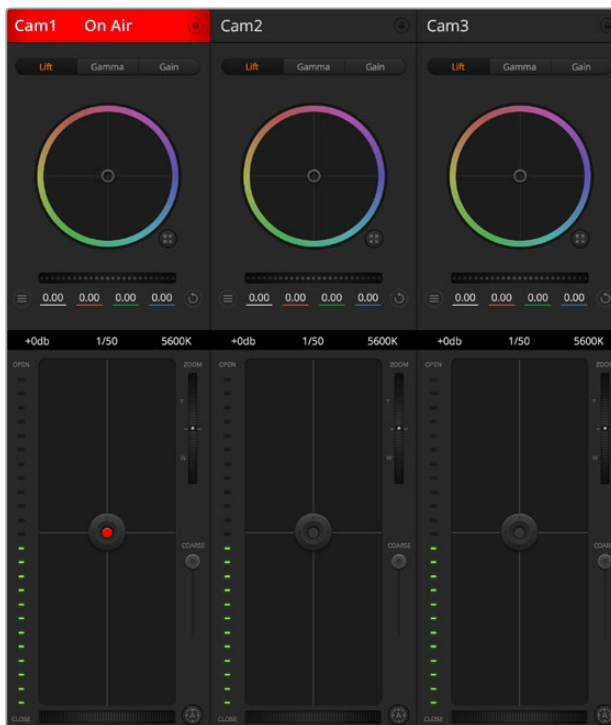 Cam1 On Air Cam2 Cam3
Lift Gamma Gain Lift Gamma Gain Lift Gamma Gain
0.00 0.00 0.00 0.00 0.00 0.00 0.00 0.00 0.00 0.00 0.00 0.00
+0db 1/50 5600K +0db 1/50 5600K +0db 1/50 5600K
OPEN ZOOM OPEN ZOOM OPEN ZOOM
T T T
W W W
COARSE COARSE COARSE
CLOSE A CLOSE A CLOSE A